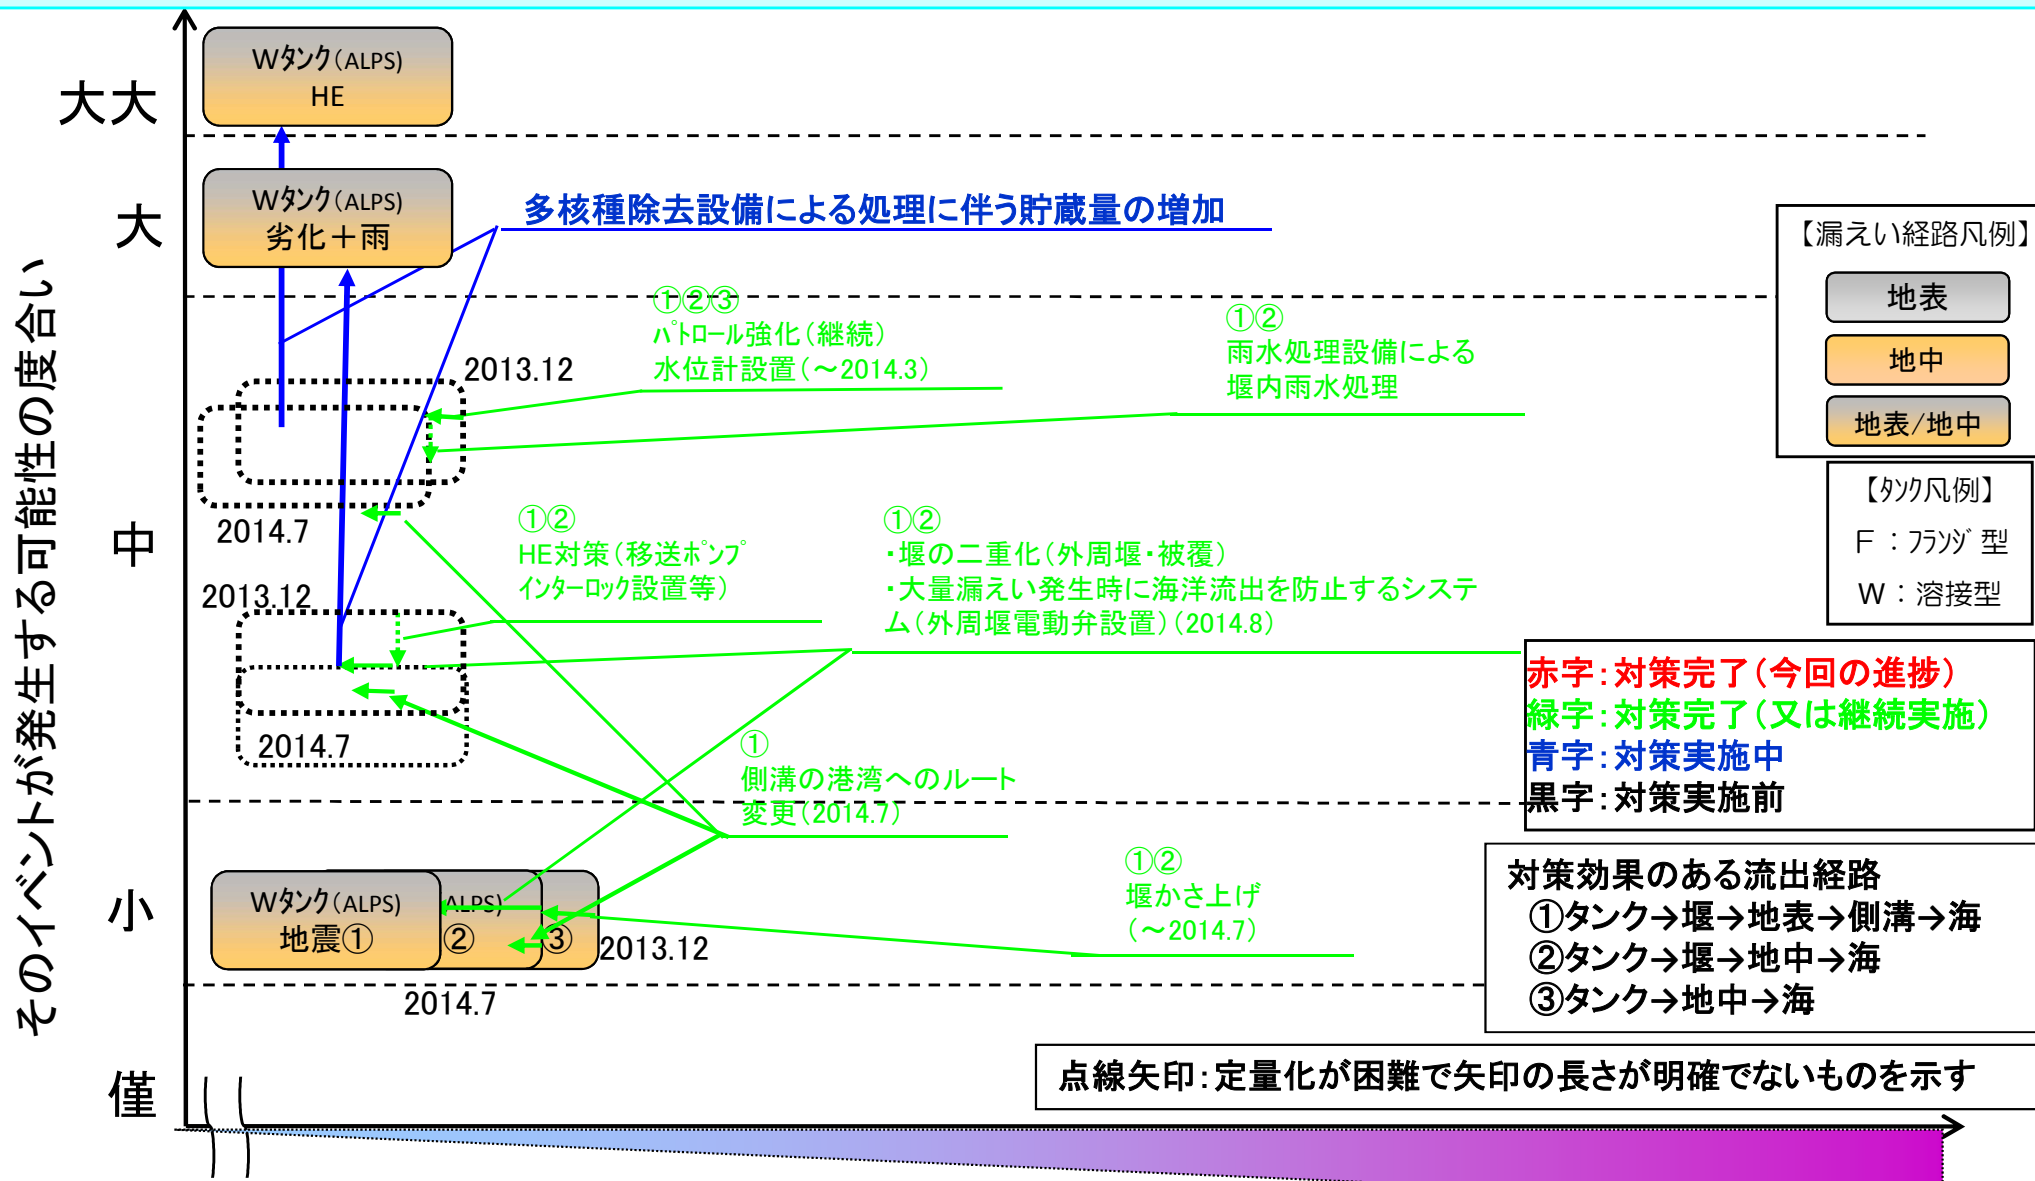 そのイベントが発生する可能性の度合い
大大
大
中
小
僅
Wタンク(ALPS)
HE
Wタンク(ALPS)
劣化＋雨
多核種除去設備による処理に伴う貯蔵量の増加
【漏えい経路凡例】
地表
地中
地表/地中
【タンク凡例】
F：フランジ型
W：溶接型
①②③
パトロール強化(継続)
水位計設置(～2014.3)
①②
雨水処理設備による
堰内雨水処理
2013.12
2014.7
①②
HE対策(移送ポンプ
インターロック設置等)
①②
・堰の二重化(外周堰・被覆)
・大量漏えい発生時に海洋流出を防止するシステ
ム(外周堰電動弁設置)(2014.8)
2013.12
2014.7
赤字：対策完了(今回の進捗)
緑字：対策完了(又は継続実施)
青字：対策実施中
黒字：対策実施前
①
側溝の港湾へのルート
変更(2014.7)
①②
堰かさ上げ
(～2014.7)
Wタンク(ALPS)
地震①
ALPS)
②
③
2013.12
2014.7
対策効果のある流出経路
①タンク→堰→地表→側溝→海
②タンク→堰→地中→海
③タンク→地中→海
点線矢印：定量化が困難で矢印の長さが明確でないものを示す